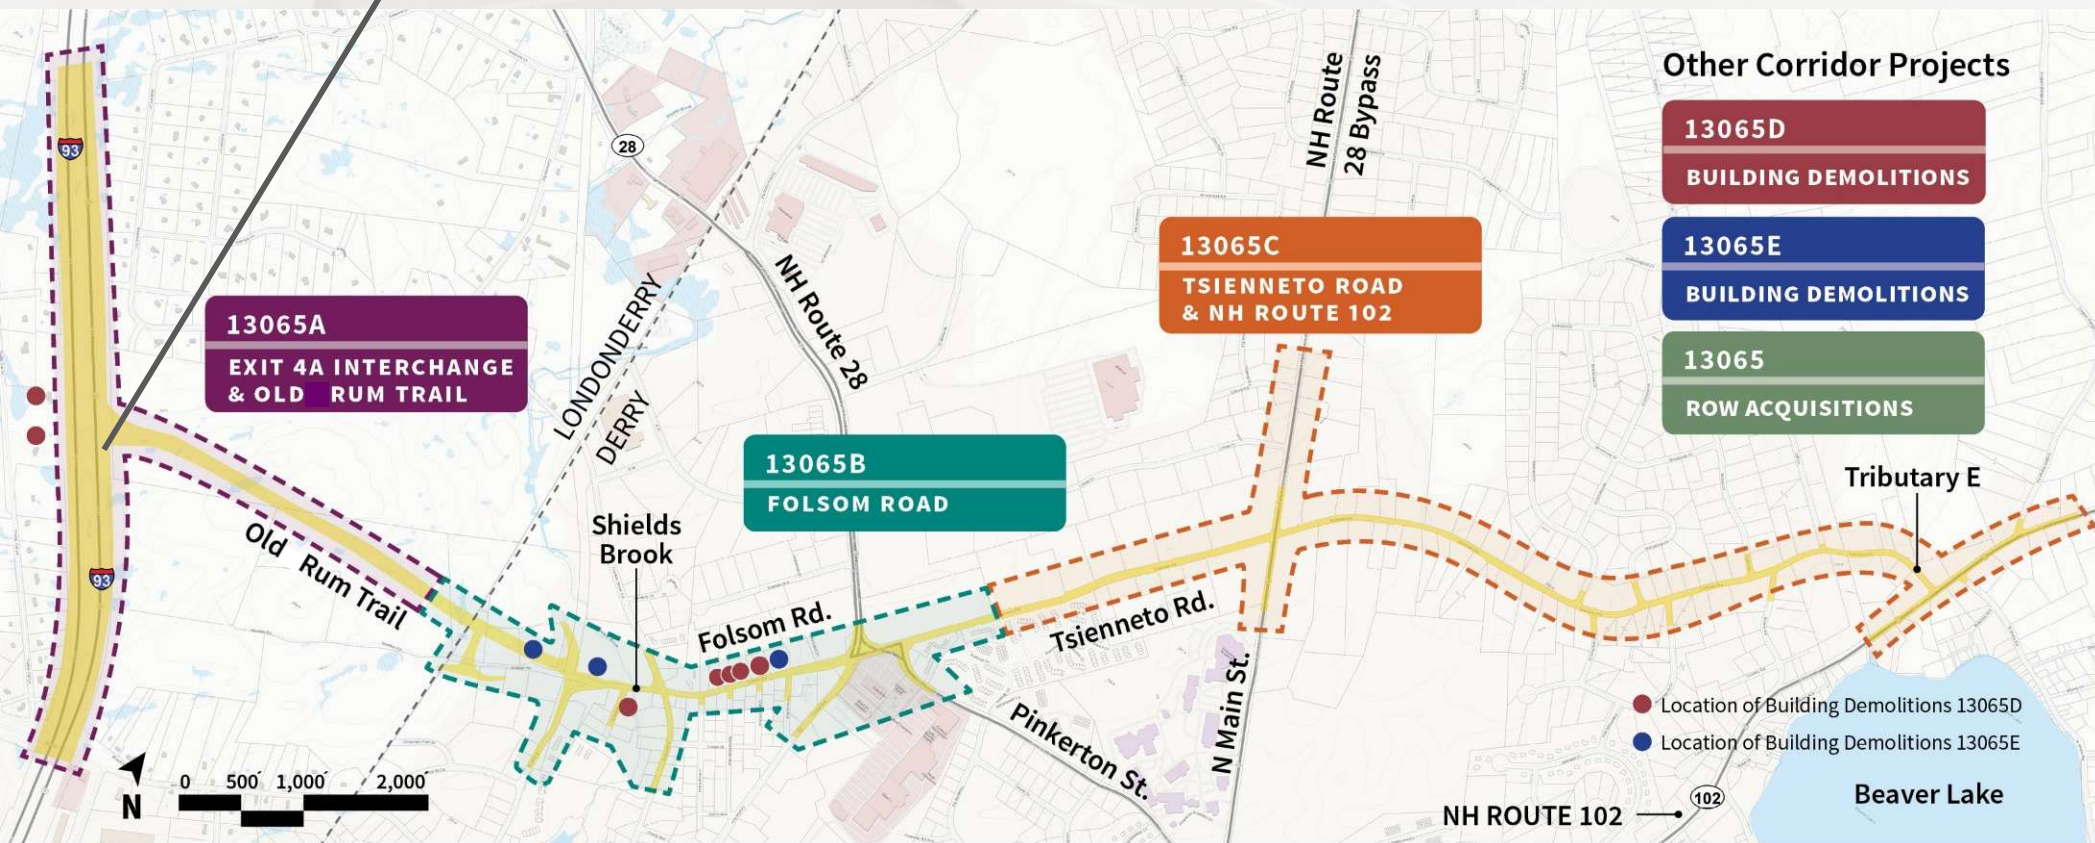 Other Corridor Projects
13065D
BUILDING DEMOLITIONS
13065E
BUILDING DEMOLITIONS
13065
ROW ACQUISITIONS
NH Route
28 Bypass
93
28
13065C
TSIENNETO ROAD
& NH ROUTE 102
13065A
EXIT 4A INTERCHANGE
& OLD RUM TRAIL
LONDONDERRY
DERRY
NH Route 28
13065B
FOLSOM ROAD
Tributary E
Shields
Brook
Old Rum Trail
93
Folsom Rd.
Tsienneto Rd.
Pinkerton St.
N Main St.
Location of Building Demolitions 13065D
Location of Building Demolitions 13065E
N
0 500´ 1,000´ 2,000´
NH ROUTE 102
102
Beaver Lake